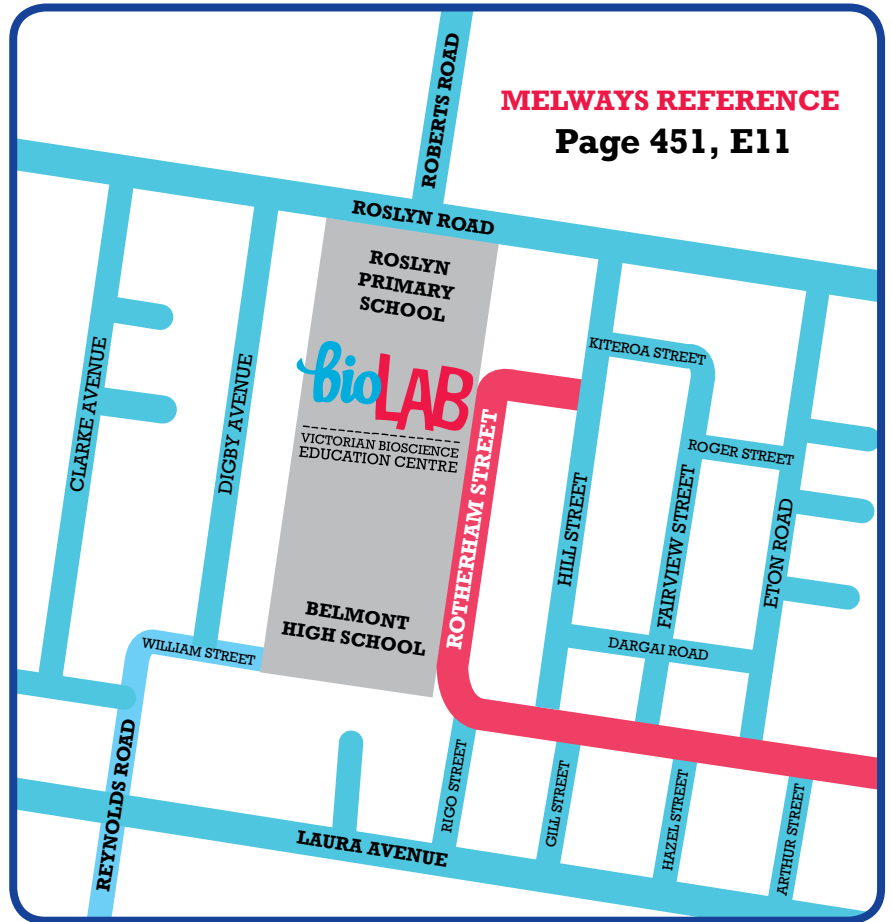 ROBERTS ROAD
MELWAYS REFERENCE
Page 451, E11
ROSLYN ROAD
ROSLYN
PRIMARY
SCHOOL
bioLAB
VICTORIAN BIOSCIENCE
EDUCATION CENTRE
BELMONT
HIGH SCHOOL
CLARKE AVENUE
DIGBY AVENUE
ROTHERHAM STREET
HILL STREET
KITEROA STREET
ROGER STREET
FAIRVIEW STREET
ETON ROAD
DARGAI ROAD
WILLIAM STREET
REYNOLDS ROAD
LAURA AVENUE
RIGO STREET
GILL STREET
HAZEL STREET
ARTHUR STREET